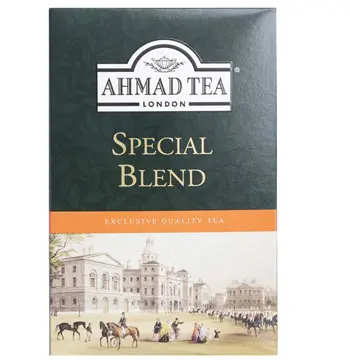 AHMAD TEA®
LONDON
SPECIAL
BLEND
EXCLUSIVE QUALITY TEA